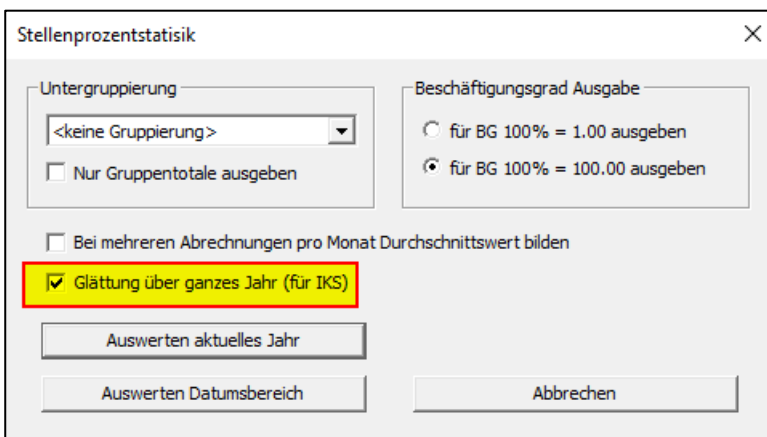 Stellenprozentstatisik
Untergruppierung
<keine Gruppierung>
Nur Gruppentotale ausgeben
Beschäftigungsgrad Ausgabe
für BG 100% = 1.00 ausgeben
für BG 100% = 100.00 ausgeben
Bei mehreren Abrechnungen pro Monat Durchschnittswert bilden
Glättung über ganzes Jahr (für IKS)
Auswerten aktuelles Jahr
Auswerten Datumsbereich
Abbrechen